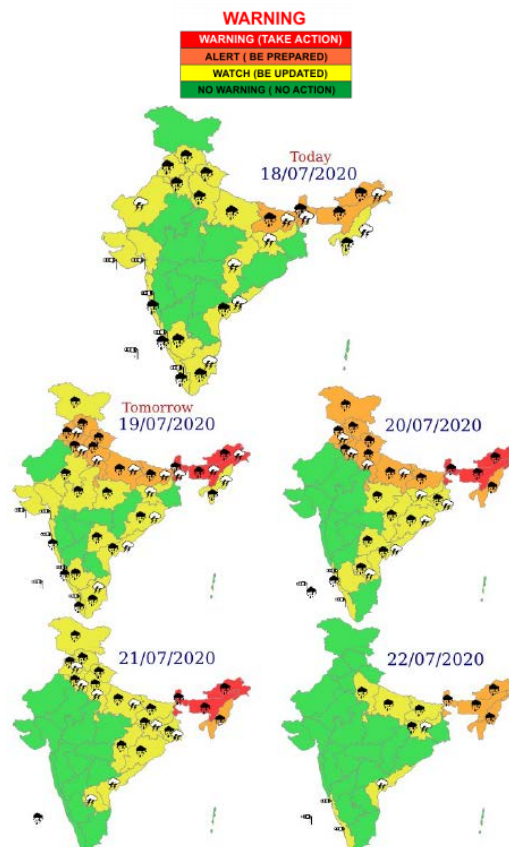 WARNING
WARNING (TAKE ACTION)
ALERT ( BE PREPARED)
WATCH (BE UPDATED)
NO WARNING ( NO ACTION)
Today
18/07/2020
Tomorrow
19/07/2020
20/07/2020
21/07/2020
22/07/2020